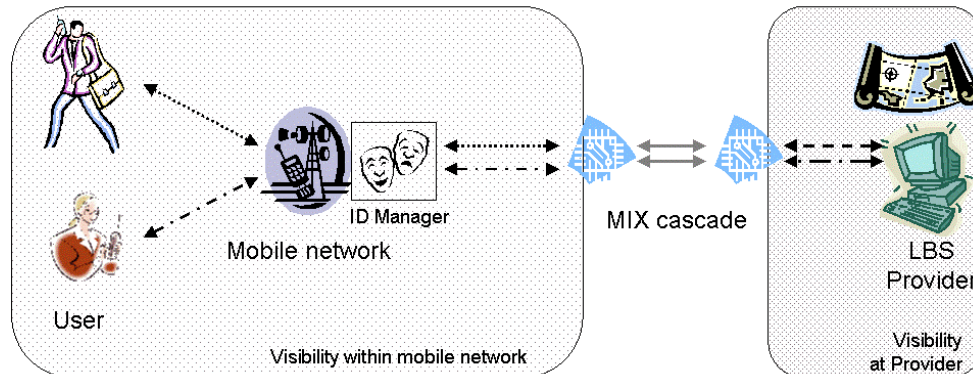 ID Manager
Mobile network
MIX cascade
LBS
Provider
User
Visibility within mobile network
Visibility
at Provider